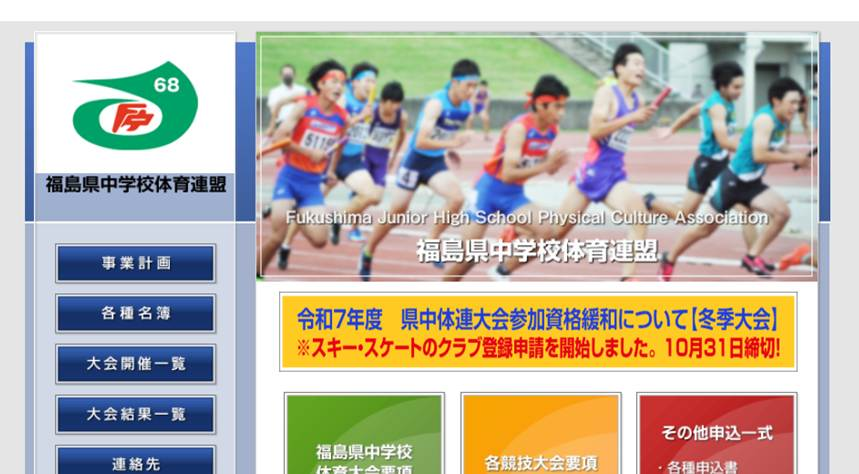 68
福島県中学校体育連盟
Fukushima Junior High School Physical Culture Association
福島県中学校体育連盟
事業計画
各種名簿
大会開催一覧
大会結果一覧
連絡先
令和7年度　県中体連大会参加資格緩和について【冬季大会】
※スキー・スケートのクラブ登録申請を開始しました。10月31日締切!
福島県中学校
体育大会要項
各競技大会要項
その他申込一式
・各種申込書